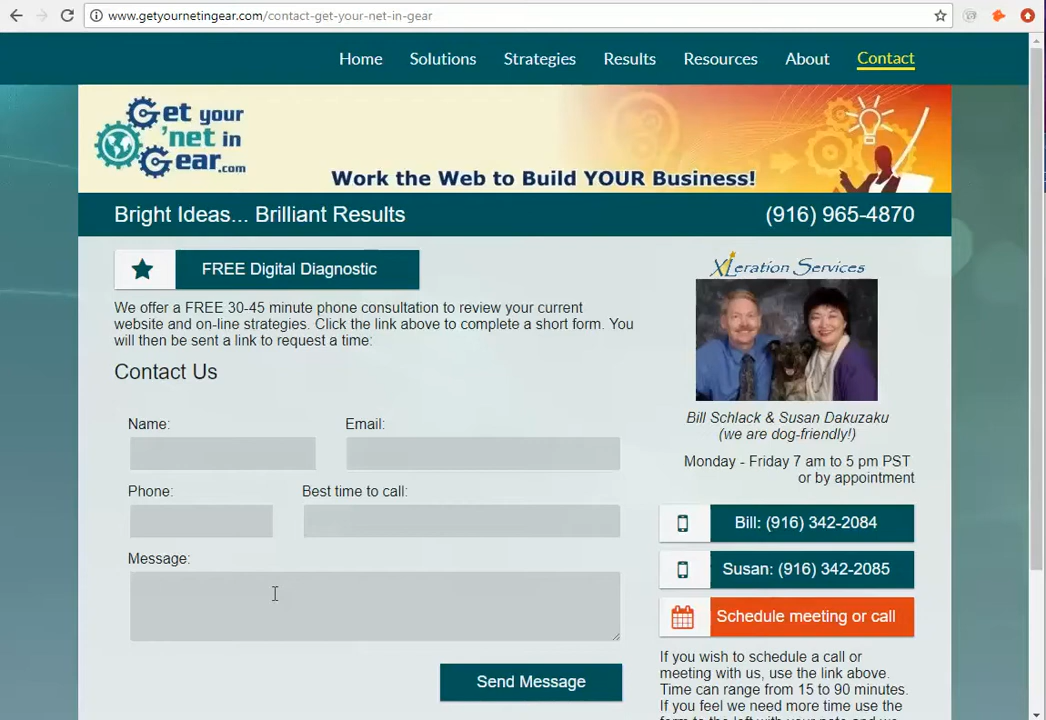 www.getyournetingear.com/contact-get-your-net-in-gear
Home Solutions Strategies Results Resources About Contact
Get your
'net in
Gear.com
Work the Web to Build YOUR Business!
Bright Ideas... Brilliant Results
(916) 965-4870
FREE Digital Diagnostic
We offer a FREE 30-45 minute phone consultation to review your current
website and on-line strategies. Click the link above to complete a short form. You
will then be sent a link to request a time:
Contact Us
Name: Email:
Phone: Best time to call:
Message:
Send Message
XLeration Services
Bill Schlack & Susan Dakuzaku
(we are dog-friendly!)
Monday - Friday 7 am to 5 pm PST
or by appointment
Bill: (916) 342-2084
Susan: (916) 342-2085
Schedule meeting or call
If you wish to schedule a call or
meeting with us, use the link above.
Time can range from 15 to 90 minutes.
If you feel we need more time use the